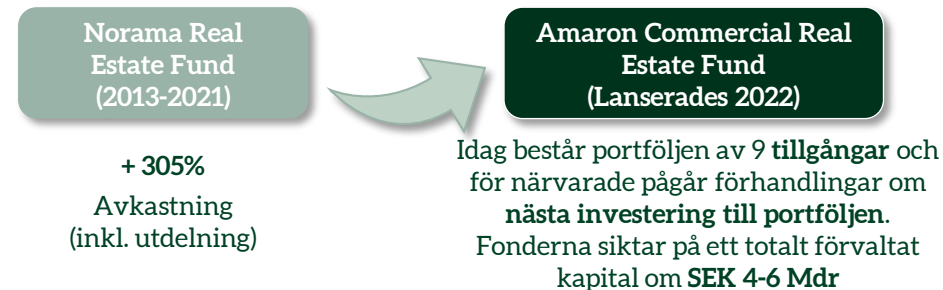 Norama Real
Estate Fund
(2013-2021)
+ 305%
Avkastning
(inkl. utdelning)
Amaron Commercial Real
Estate Fund
(Lanserades 2022)
Idag består portföljen av 9 tillgångar och
för närvarade pågår förhandlingar om
nästa investering till portföljen.
Fonderna siktar på ett totalt förvaltat
kapital om SEK 4-6 Mdr